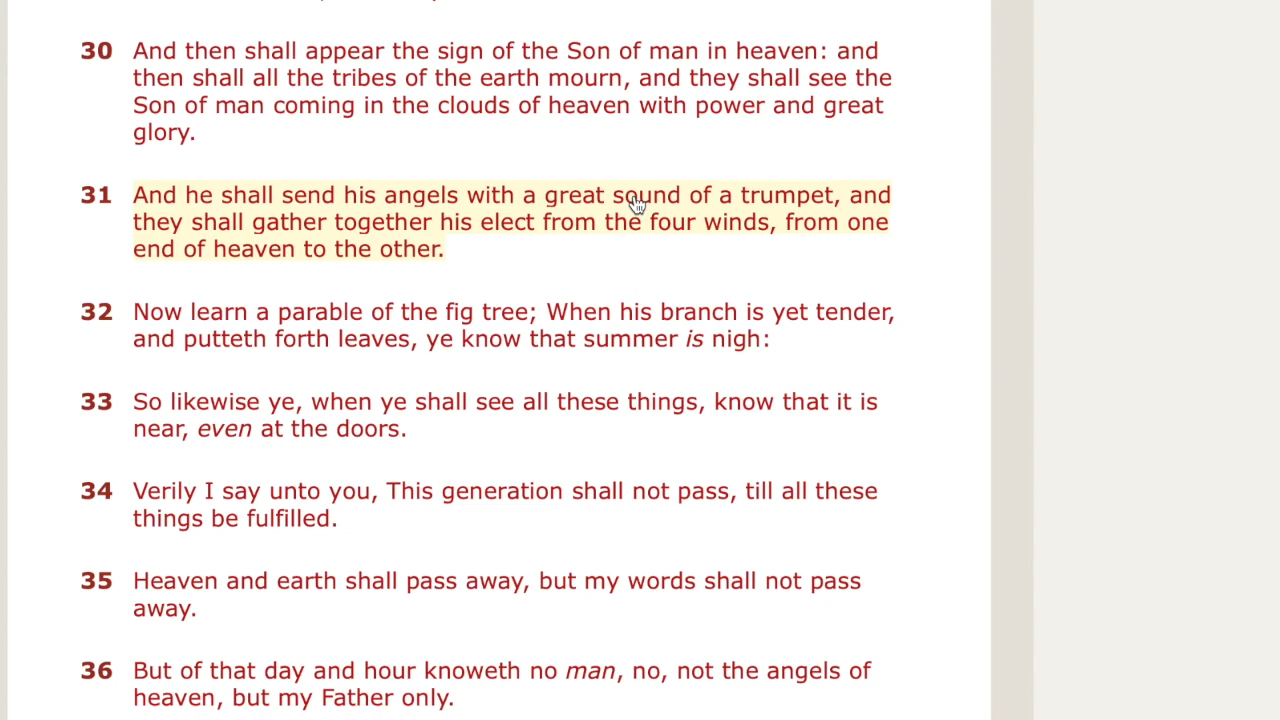 30 And then shall appear the sign of the Son of man in heaven: and
then shall all the tribes of the earth mourn, and they shall see the
Son of man coming in the clouds of heaven with power and great
glory.
31 And he shall send his angels with a great sound of a trumpet, and
they shall gather together his elect from the four winds, from one
end of heaven to the other.
32 Now learn a parable of the fig tree; When his branch is yet tender,
and putteth forth leaves, ye know that summer is nigh:
33 So likewise ye, when ye shall see all these things, know that it is
near, even at the doors.
34 Verily I say unto you, This generation shall not pass, till all these
things be fulfilled.
35 Heaven and earth shall pass away, but my words shall not pass
away.
36 But of that day and hour knoweth no man, no, not the angels of
heaven, but my Father only.